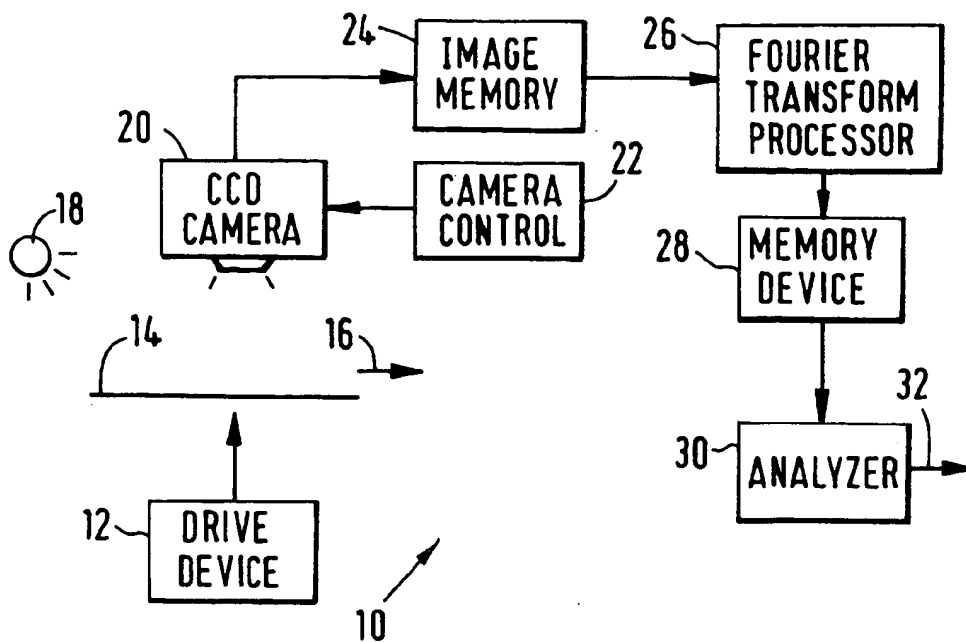 24
IMAGE
MEMORY
26
FOURIER
TRANSFORM
PROCESSOR
20
CCD
CAMERA
22
CAMERA
CONTROL
18
28
MEMORY
DEVICE
14
16
32
30
ANALYZER
12
DRIVE
DEVICE
10